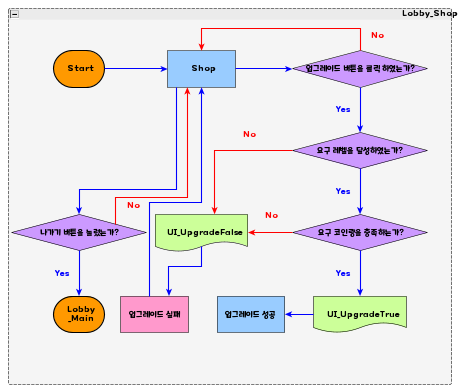 Lobby_Shop
No
Start
Shop
업그레이드 버튼을 클릭 하였는가?
Yes
No
요구 레벨을 달성하였는가?
Yes
No
No
나가기 버튼을 눌렀는가?
UI_UpgradeFalse
요구 코인량을 충족하는가?
Yes
Yes
Lobby
_Main
업그레이드 실패
업그레이드 성공
UI_UpgradeTrue